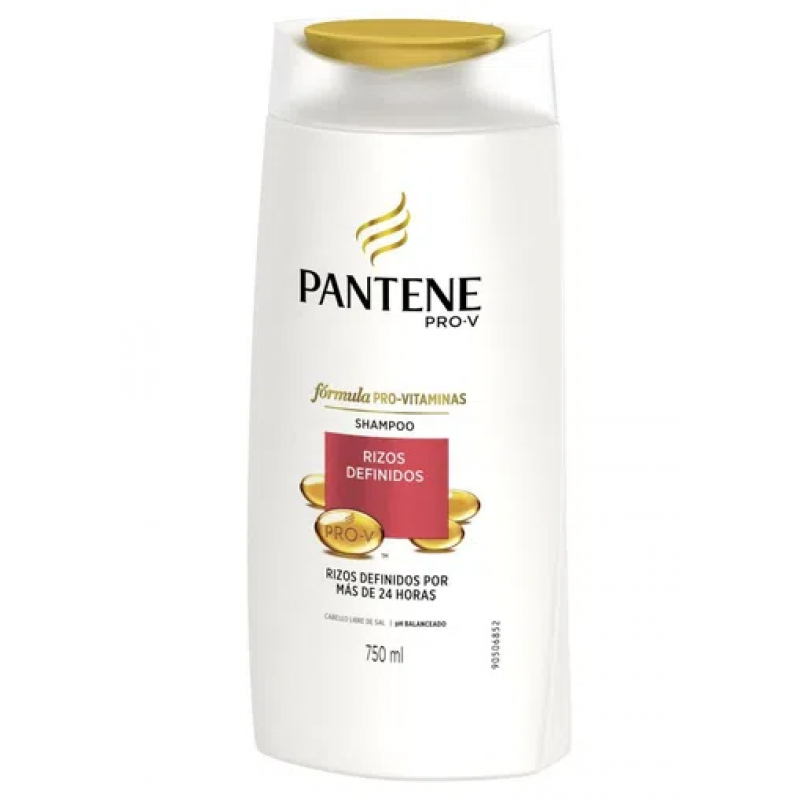 PANTENE
PRO-V
fórmula PRO-VITAMINAS
SHAMPOO
RIZOS
DEFINIDOS
PRO-V
TM
RIZOS DEFINIDOS POR
MÁS DE 24 HORAS
CABELLO LIBRE DE SAL | pH BALANCEADO
750 ml
90506852